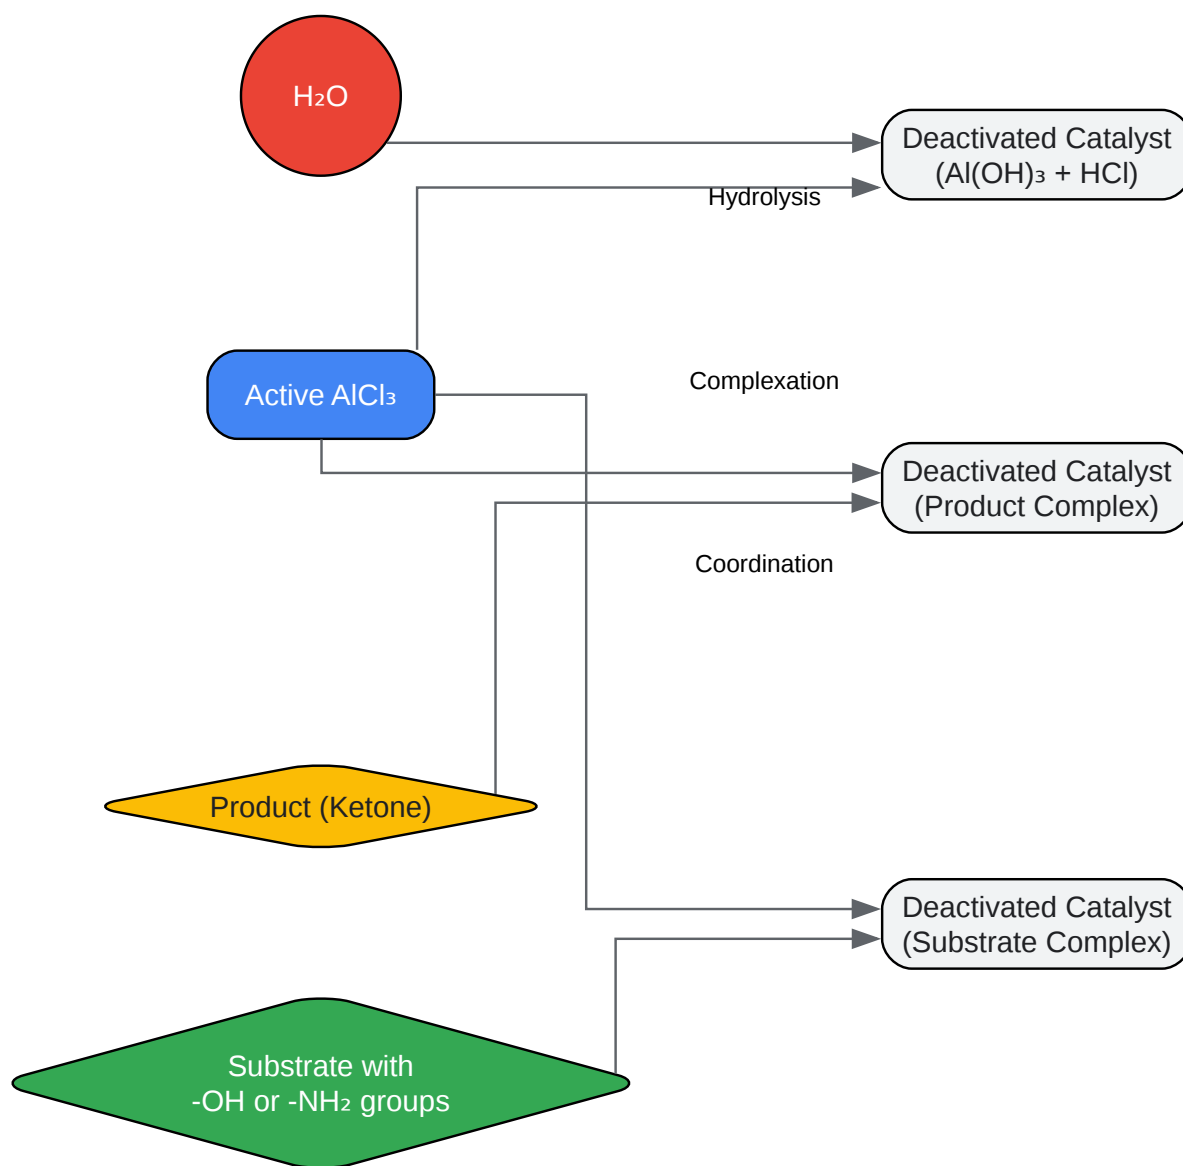 H₂O
Deactivated Catalyst
(Al(OH)₃ + HCl)
Hydrolysis
Active AlCl₃
Complexation
Deactivated Catalyst
(Product Complex)
Coordination
Product (Ketone)
Deactivated Catalyst
(Substrate Complex)
Substrate with
-OH or -NH₂ groups